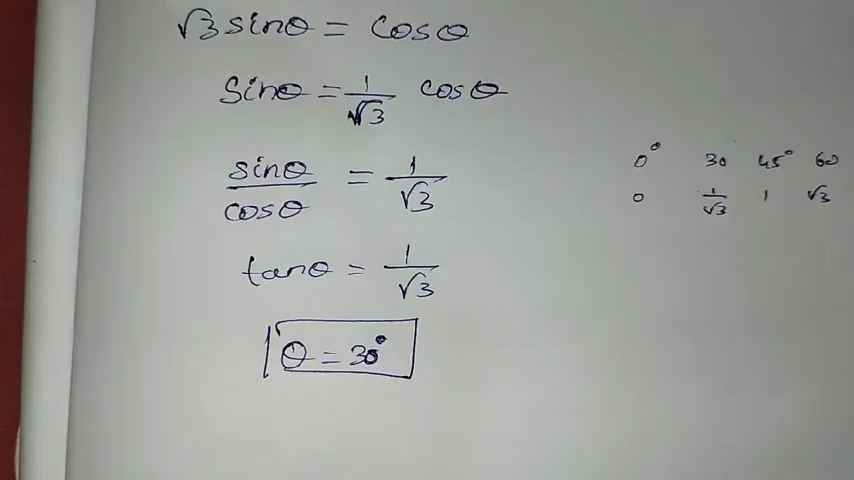 √3 sinθ = cosθ
sinθ = 1/√3 cosθ
sinθ/cosθ = 1/√3
0° 30 45° 60
0 1/√3 1 √3
tanθ = 1/√3
θ = 30°